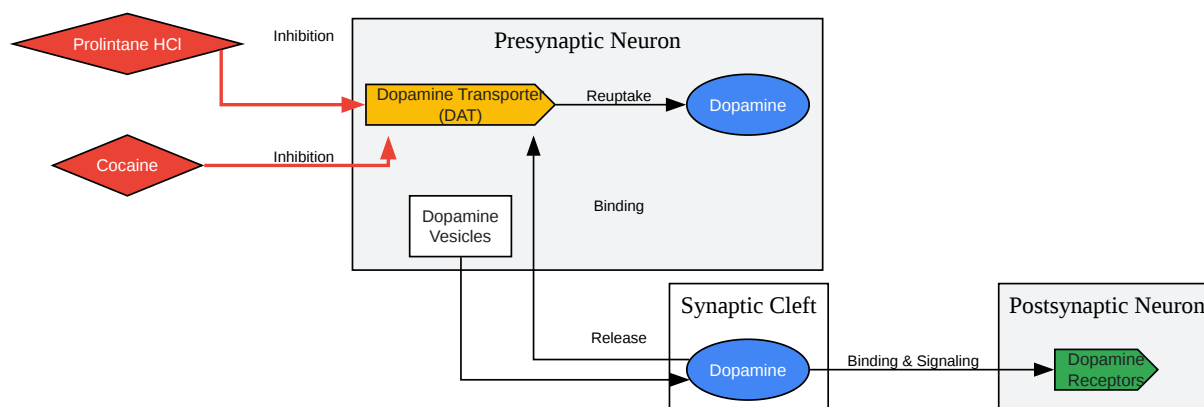 Prolintane HCl
Inhibition
Presynaptic Neuron
Dopamine Transporter
(DAT)
Reuptake
Dopamine
Cocaine
Inhibition
Dopamine
Vesicles
Binding
Synaptic Cleft
Postsynaptic Neuron
Release
Dopamine
Binding & Signaling
Dopamine
Receptors